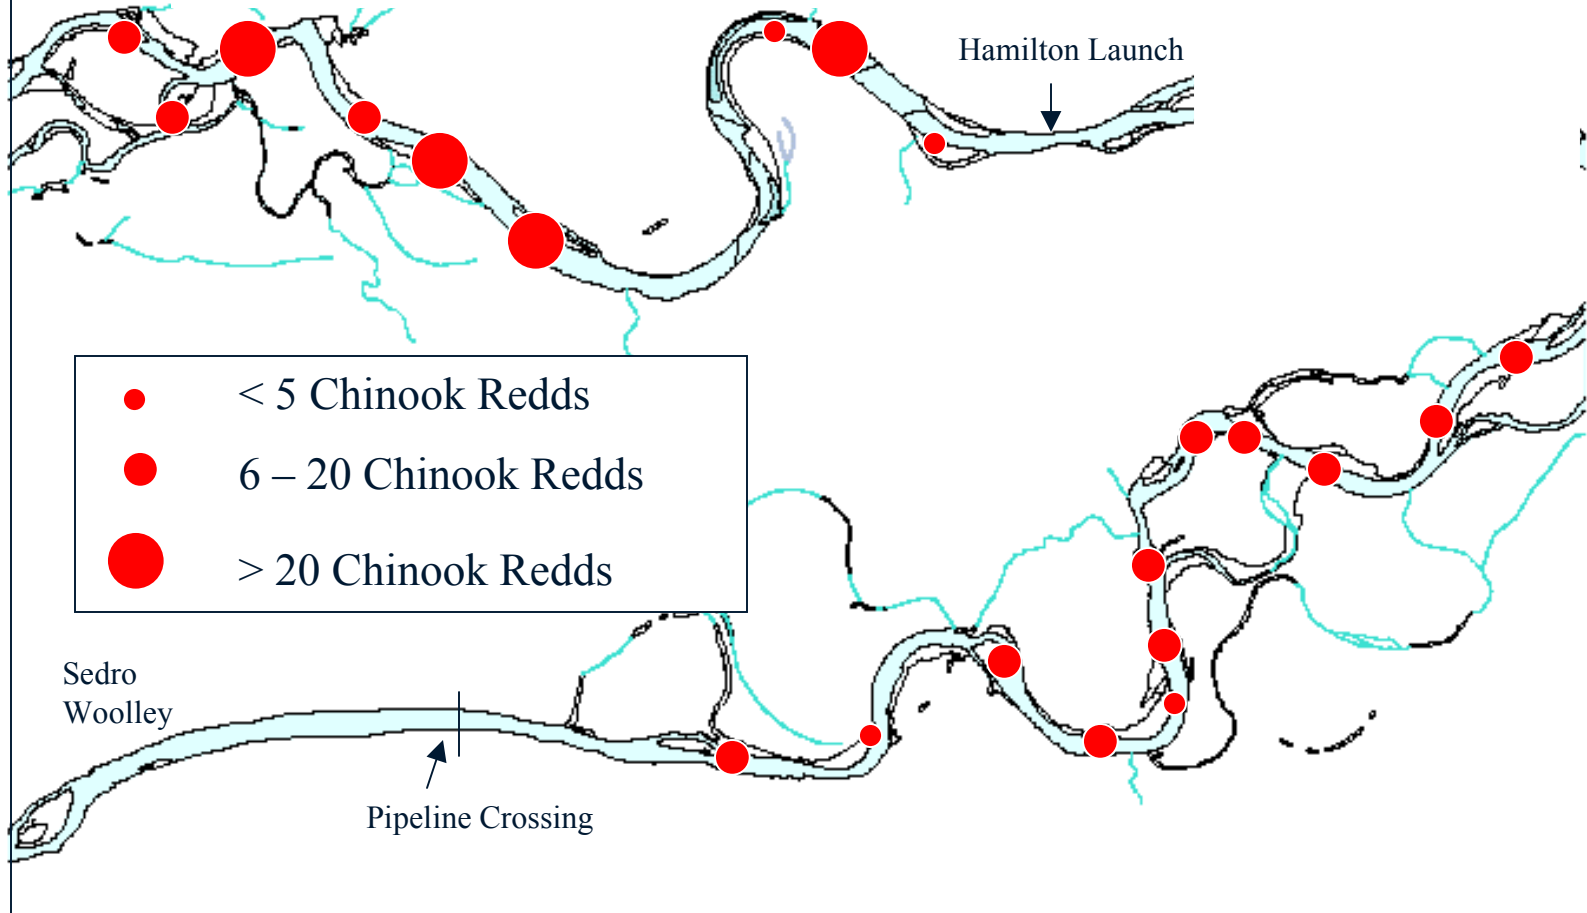 Hamilton Launch
< 5 Chinook Redds
6 – 20 Chinook Redds
> 20 Chinook Redds
Sedro
Woolley
Pipeline Crossing